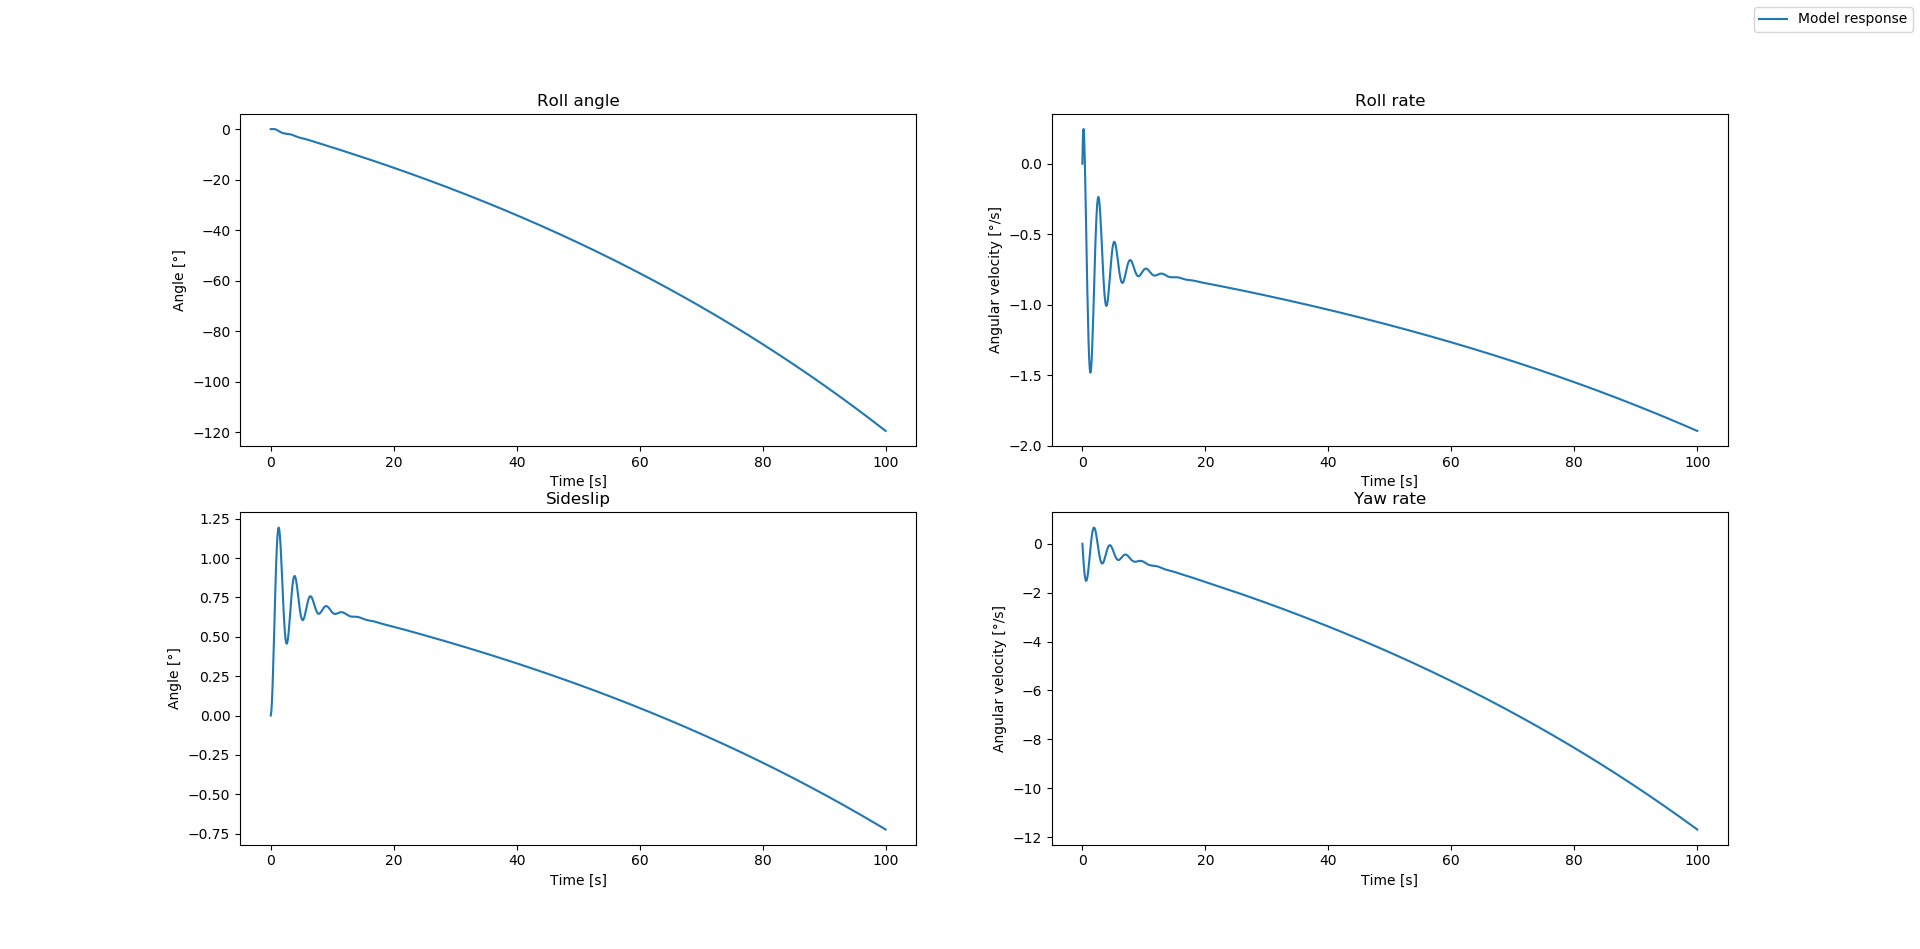 Model response
Roll angle
0
−20
−40
−60
−80
−100
−120
Angle [°]
0 20 40 60 80 100
Time [s]
Roll rate
0.0
−0.5
−1.0
−1.5
−2.0
Angular velocity [°/s]
0 20 40 60 80 100
Time [s]
Sideslip
1.25
1.00
0.75
0.50
0.25
0.00
−0.25
−0.50
−0.75
Angle [°]
0 20 40 60 80 100
Time [s]
Yaw rate
0
−2
−4
−6
−8
−10
−12
Angular velocity [°/s]
0 20 40 60 80 100
Time [s]